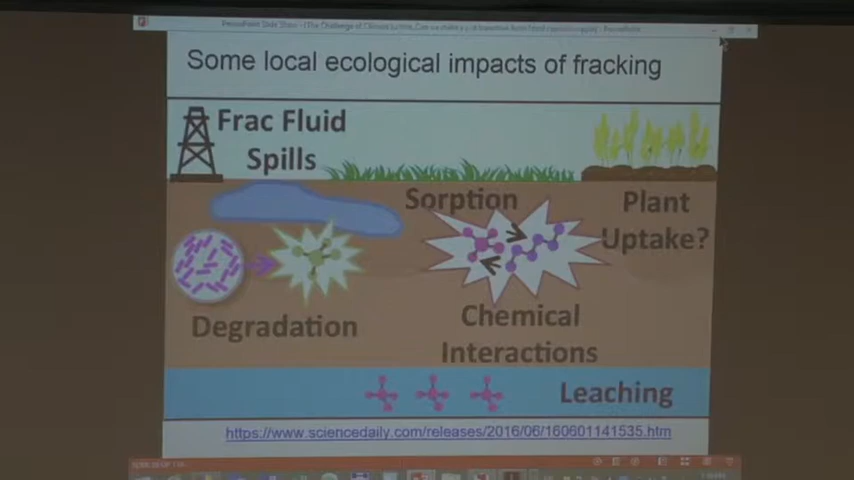 Some local ecological impacts of fracking
Frac Fluid
Spills
Sorption
Plant
Uptake?
Degradation
Chemical
Interactions
Leaching
https://www.sciencedaily.com/releases/2016/06/160601141535.htm